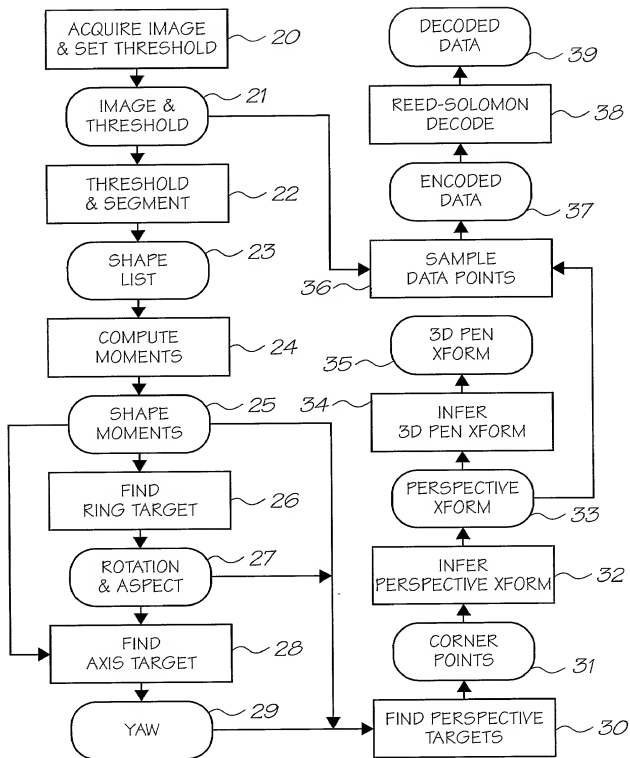 ACQUIRE IMAGE
& SET THRESHOLD
20
IMAGE &
THRESHOLD
21
THRESHOLD
& SEGMENT
22
SHAPE
LIST
23
COMPUTE
MOMENTS
24
SHAPE
MOMENTS
25
FIND
RING TARGET
26
ROTATION
& ASPECT
27
FIND
AXIS TARGET
28
YAW
29
FIND PERSPECTIVE
TARGETS
30
CORNER
POINTS
31
INFER
PERSPECTIVE XFORM
32
PERSPECTIVE
XFORM
33
INFER
3D PEN XFORM
34
3D PEN
XFORM
35
SAMPLE
DATA POINTS
36
ENCODED
DATA
37
REED-SOLOMON
DECODE
38
DECODED
DATA
39